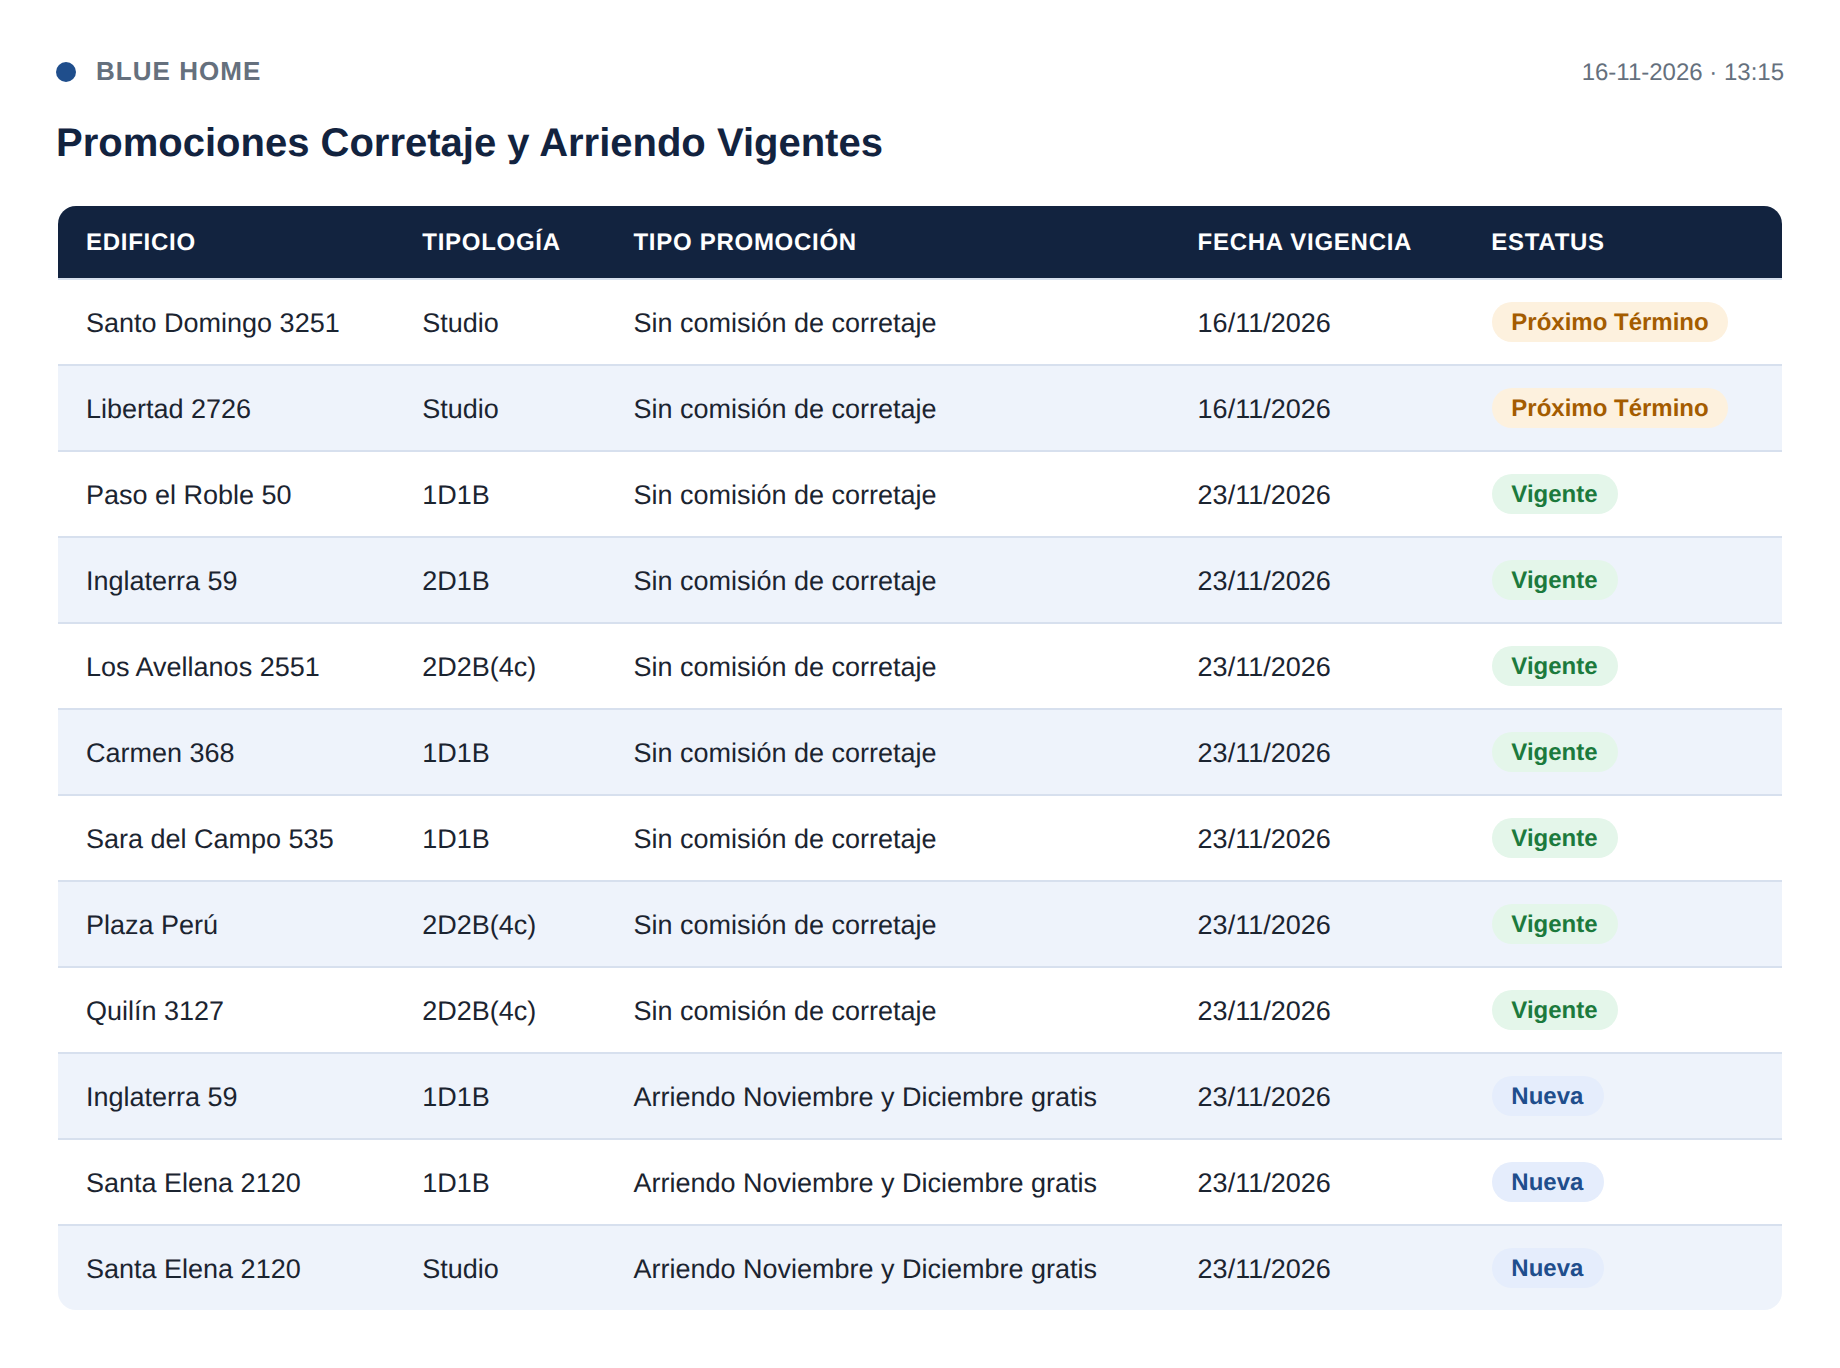 BLUE HOME 16-11-2026 · 13:15
Promociones Corretaje y Arriendo Vigentes
EDIFICIO TIPOLOGÍA TIPO PROMOCIÓN FECHA VIGENCIA ESTATUS
Santo Domingo 3251 Studio Sin comisión de corretaje 16/11/2026 Próximo Término
Libertad 2726 Studio Sin comisión de corretaje 16/11/2026 Próximo Término
Paso el Roble 50 1D1B Sin comisión de corretaje 23/11/2026 Vigente
Inglaterra 59 2D1B Sin comisión de corretaje 23/11/2026 Vigente
Los Avellanos 2551 2D2B(4c) Sin comisión de corretaje 23/11/2026 Vigente
Carmen 368 1D1B Sin comisión de corretaje 23/11/2026 Vigente
Sara del Campo 535 1D1B Sin comisión de corretaje 23/11/2026 Vigente
Plaza Perú 2D2B(4c) Sin comisión de corretaje 23/11/2026 Vigente
Quilín 3127 2D2B(4c) Sin comisión de corretaje 23/11/2026 Vigente
Inglaterra 59 1D1B Arriendo Noviembre y Diciembre gratis 23/11/2026 Nueva
Santa Elena 2120 1D1B Arriendo Noviembre y Diciembre gratis 23/11/2026 Nueva
Santa Elena 2120 Studio Arriendo Noviembre y Diciembre gratis 23/11/2026 Nueva